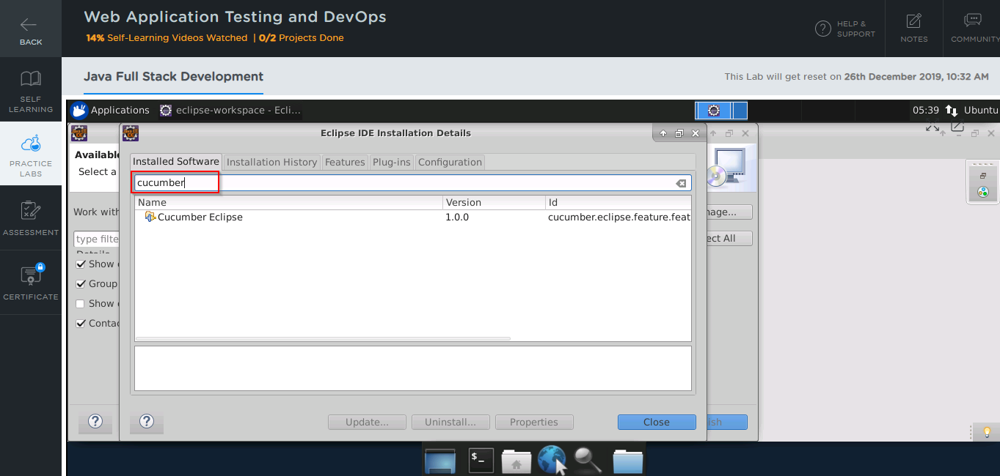 BACK
Web Application Testing and DevOps
14% Self-Learning Videos Watched | 0/2 Projects Done
HELP &
SUPPORT
NOTES
COMMUNITY
SELF
LEARNING
PRACTICE
LABS
ASSESSMENT
CERTIFICATE
Java Full Stack Development
This Lab will get reset on 26th December 2019, 10:32 AM
Applications
eclipse-workspace - Ecli...
05:39
Ubuntu
Eclipse IDE Installation Details
Available
Select a
Work with
type filte
Details
Show
Group
Show
Contac
Installed Software
Installation History
Features
Plug-ins
Configuration
cucumber
Name
Version
Id
Cucumber Eclipse
1.0.0
cucumber.eclipse.feature.feat
nage...
ect All
Update...
Uninstall...
Properties
Close
ish
$_